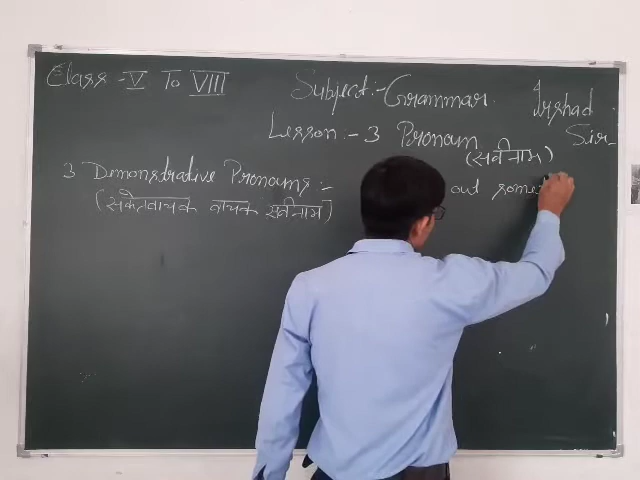 Class - V To VIII
Subject:- Grammar.
Irshad Sir
Lesson:- 3 Pronoun
(सर्वनाम)
3 Demonstrative Pronouns:-
out some
(संकेतवाचक वाचक सर्वनाम)